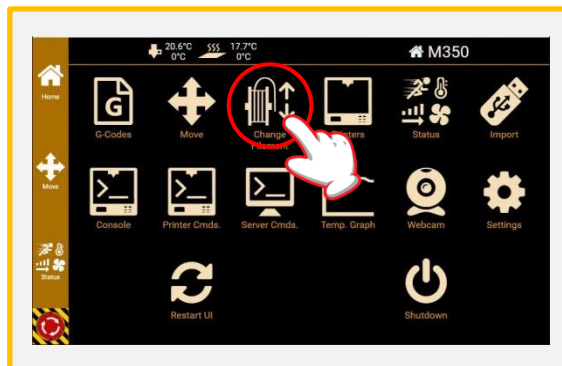 20.6°C 17.7°C
0°C 0°C
M350
Home
G-Codes Move Change Filament Printers Status Import
Move
Console Printer Cmds. Server Cmds. Temp. Graph Webcam Settings
Status
Restart UI Shutdown